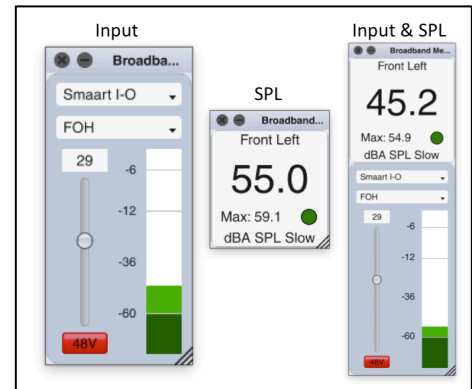 Input
Broadba...
Smaart I-O
FOH
29
-6
-12
-36
-60
48V
SPL
Broadband...
Front Left
55.0
Max: 59.1
dBA SPL Slow
Input & SPL
Broadband Me...
Front Left
45.2
Max: 54.9
dBA SPL Slow
Smaart I-O
FOH
29
-6
-12
-36
-60
48V